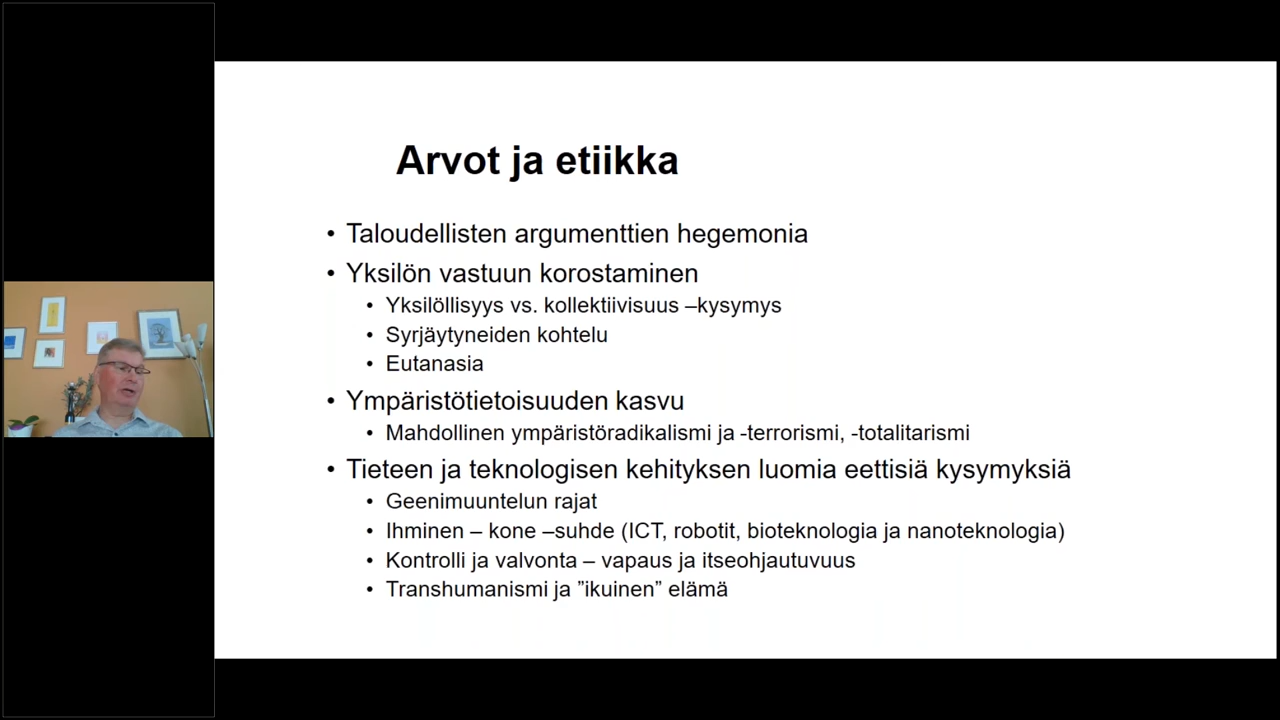 Arvot ja etiikka
• Taloudellisten argumenttien hegemonia
• Yksilön vastuun korostaminen
• Yksilöllisyys vs. kollektiivisuus –kysymys
• Syrjäytyneiden kohtelu
• Eutanasia
• Ympäristötietoisuuden kasvu
• Mahdollinen ympäristöradikalismi ja -terrorismi, -totalitarismi
• Tieteen ja teknologisen kehityksen luomia eettisiä kysymyksiä
• Geenimuuntelun rajat
• Ihminen – kone –suhde (ICT, robotit, bioteknologia ja nanoteknologia)
• Kontrolli ja valvonta – vapaus ja itseohjautuvuus
• Transhumanismi ja ”ikuinen” elämä